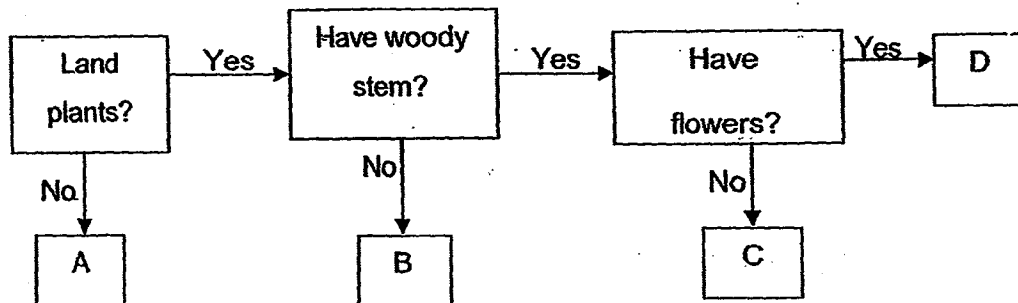 Land
plants?
Yes
Have woody
stem?
Yes
Have
flowers?
Yes
D
No
A
No
B
No
C